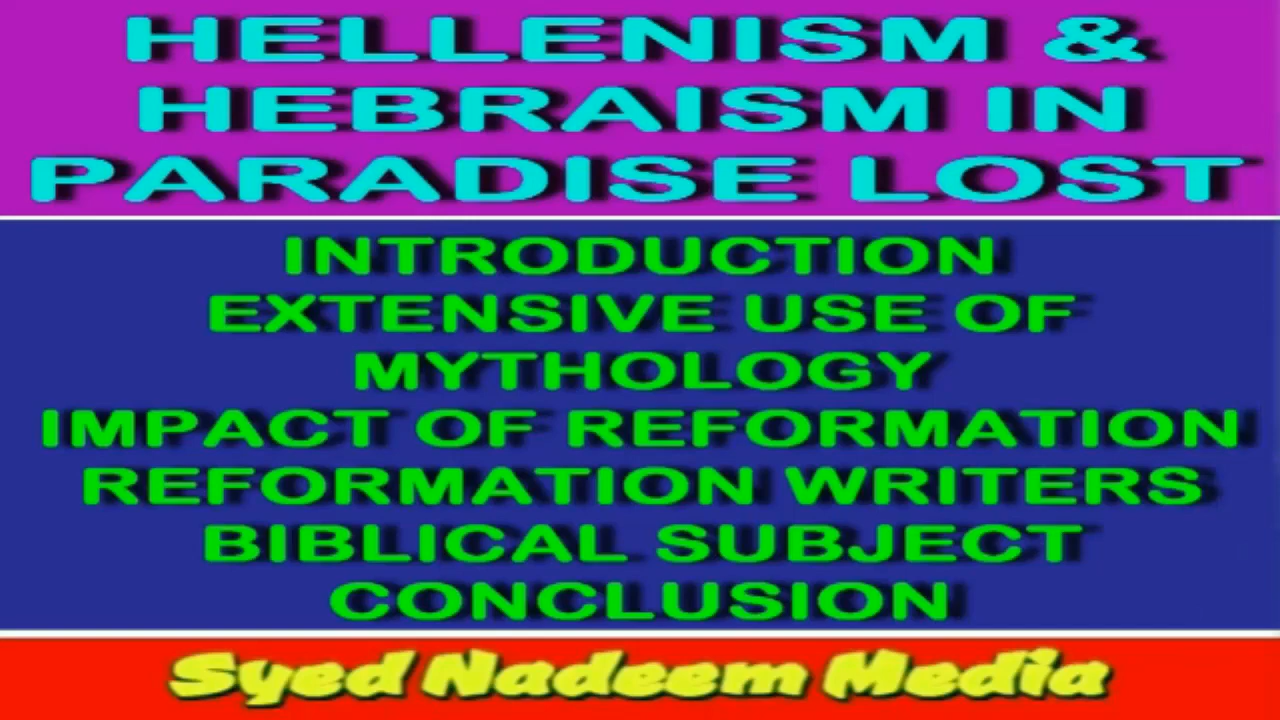 HELLENISM &
HEBRAISM IN
PARADISE LOST
INTRODUCTION
EXTENSIVE USE OF
MYTHOLOGY
IMPACT OF REFORMATION
REFORMATION WRITERS
BIBLICAL SUBJECT
CONCLUSION
Syed Nadeem Media